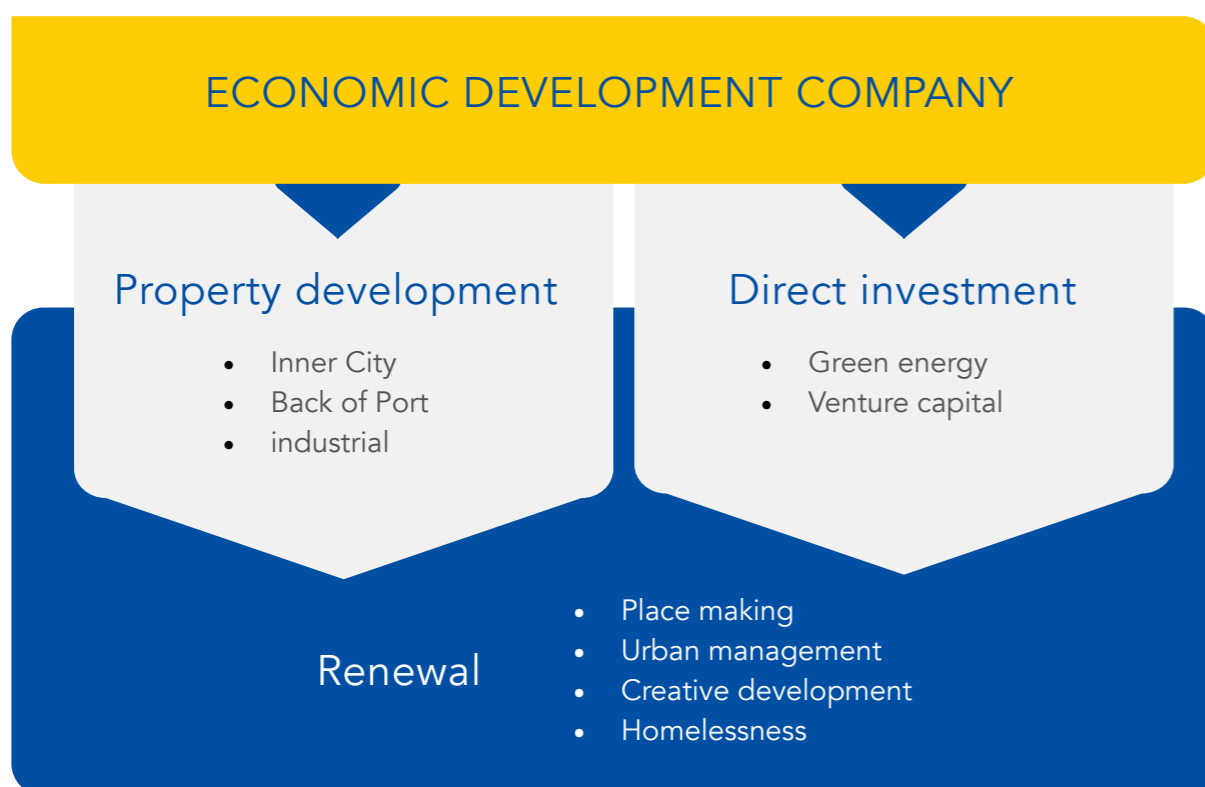 ECONOMIC DEVELOPMENT COMPANY
Property development
• Inner City
• Back of Port
• industrial
Direct investment
• Green energy
• Venture capital
Renewal
• Place making
• Urban management
• Creative development
• Homelessness